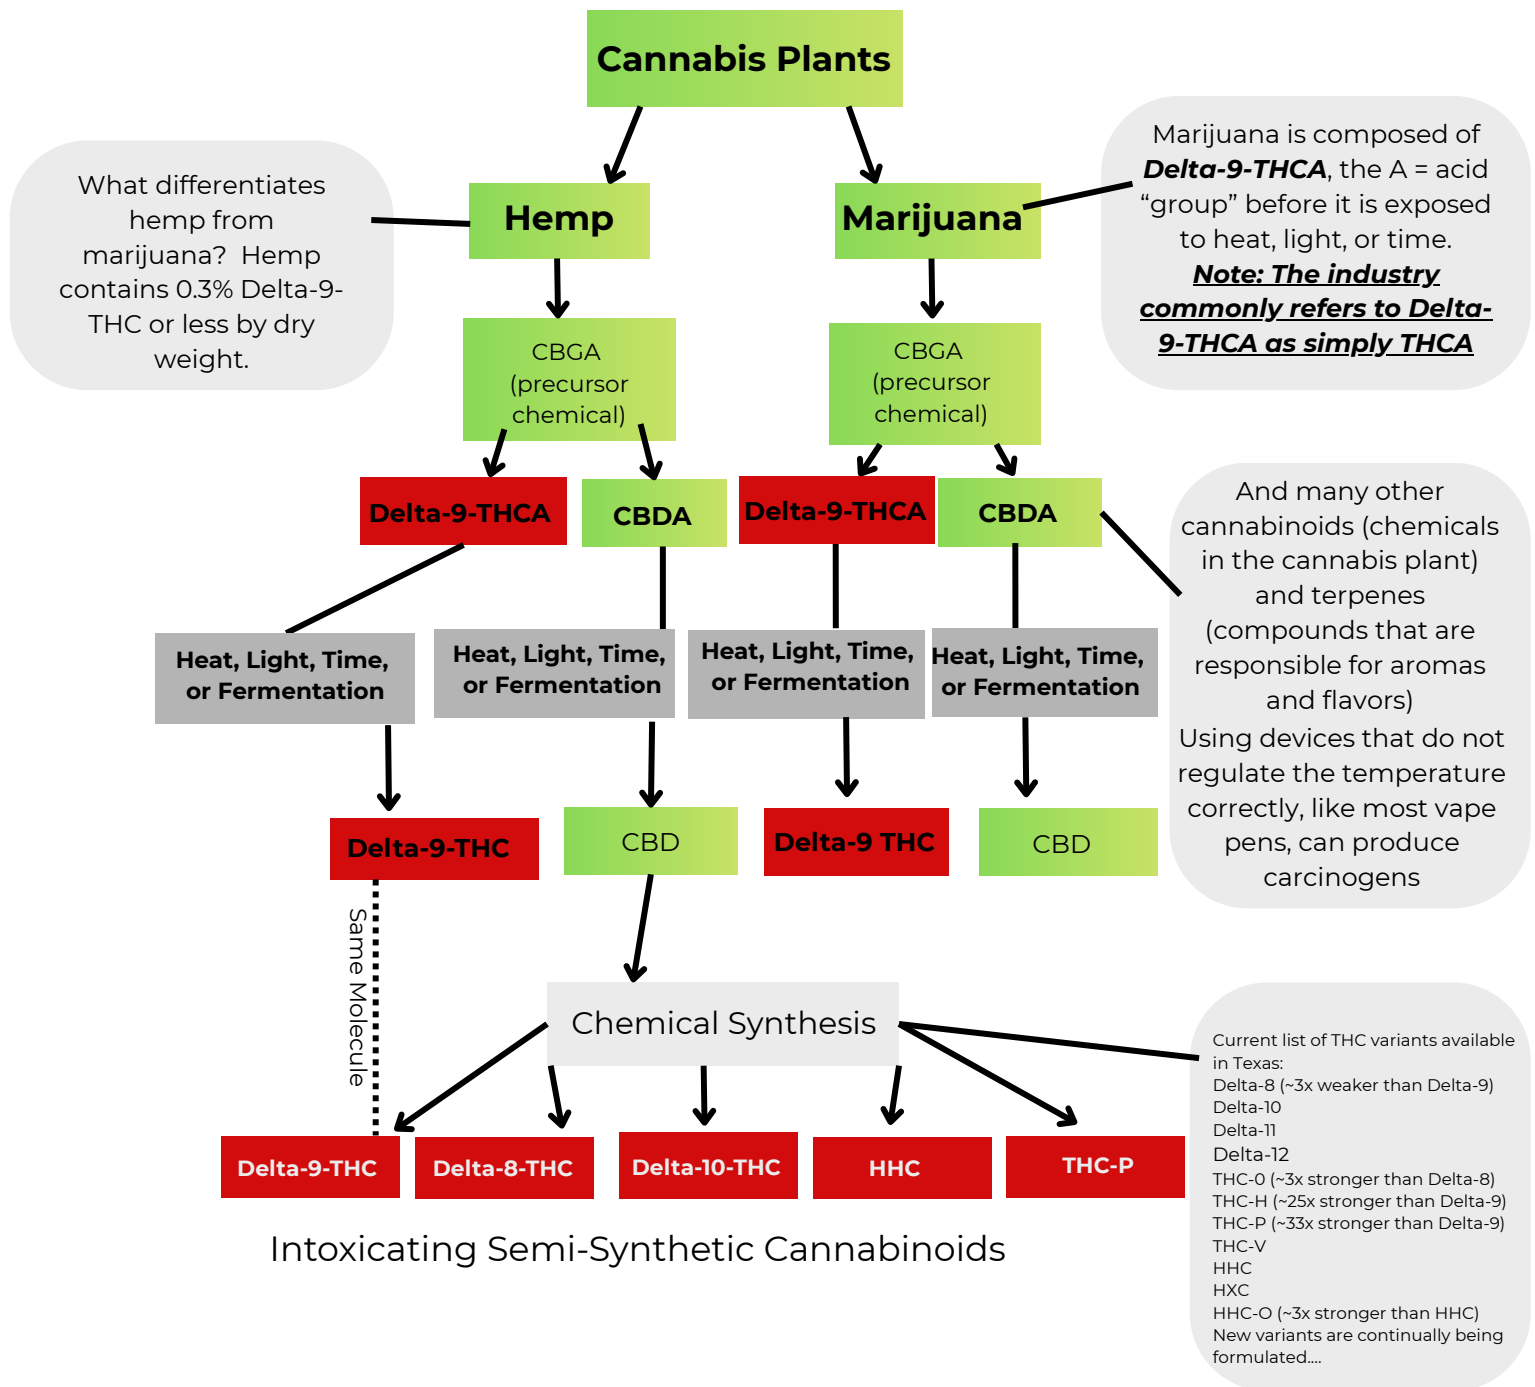 Cannabis Plants
What differentiates
hemp from
marijuana?  Hemp
contains 0.3% Delta-9-
THC or less by dry
weight.
Hemp
Marijuana
Marijuana is composed of
Delta-9-THCA, the A = acid
“group” before it is exposed
to heat, light, or time.
Note: The industry
commonly refers to Delta-
9-THCA as simply THCA
CBGA
(precursor
chemical)
CBGA
(precursor
chemical)
Delta-9-THCA
CBDA
Delta-9-THCA
CBDA
And many other
cannabinoids (chemicals
in the cannabis plant)
and terpenes
(compounds that are
responsible for aromas
and flavors)
Using devices that do not
regulate the temperature
correctly, like most vape
pens, can produce
carcinogens
Heat, Light, Time,
or Fermentation
Heat, Light, Time,
or Fermentation
Heat, Light, Time,
or Fermentation
Heat, Light, Time,
or Fermentation
Delta-9-THC
CBD
Delta-9 THC
CBD
Same Molecule
Chemical Synthesis
Delta-9-THC
Delta-8-THC
Delta-10-THC
HHC
THC-P
Intoxicating Semi-Synthetic Cannabinoids
Current list of THC variants available
in Texas:
Delta-8 (~3x weaker than Delta-9)
Delta-10
Delta-11
Delta-12
THC-0 (~3x stronger than Delta-8)
THC-H (~25x stronger than Delta-9)
THC-P (~33x stronger than Delta-9)
THC-V
HHC
HXC
HHC-O (~3x stronger than HHC)
New variants are continually being
formulated....